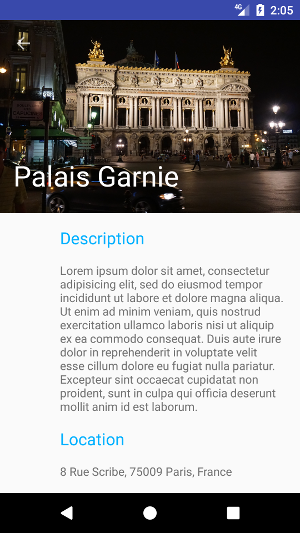 4G 2:05
Palais Garnie
Description
Lorem ipsum dolor sit amet, consectetur
adipisicing elit, sed do eiusmod tempor
incididunt ut labore et dolore magna aliqua.
Ut enim ad minim veniam, quis nostrud
exercitation ullamco laboris nisi ut aliquip
ex ea commodo consequat. Duis aute irure
dolor in reprehenderit in voluptate velit
esse cillum dolore eu fugiat nulla pariatur.
Excepteur sint occaecat cupidatat non
proident, sunt in culpa qui officia deserunt
mollit anim id est laborum.
Location
8 Rue Scribe, 75009 Paris, France